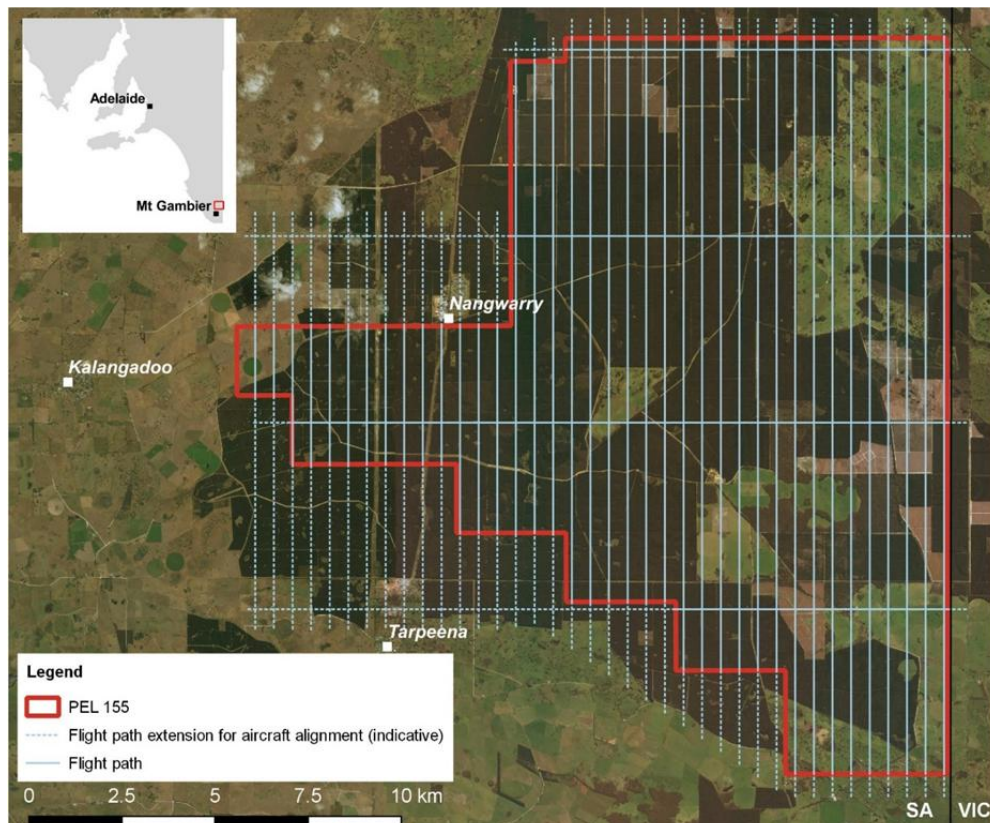 Adelaide
Mt Gambier
Nangwarry
Kalangadoo
Tarpeena
Legend
PEL 155
Flight path extension for aircraft alignment (indicative)
Flight path
0 2.5 5 7.5 10 km
SA VIC